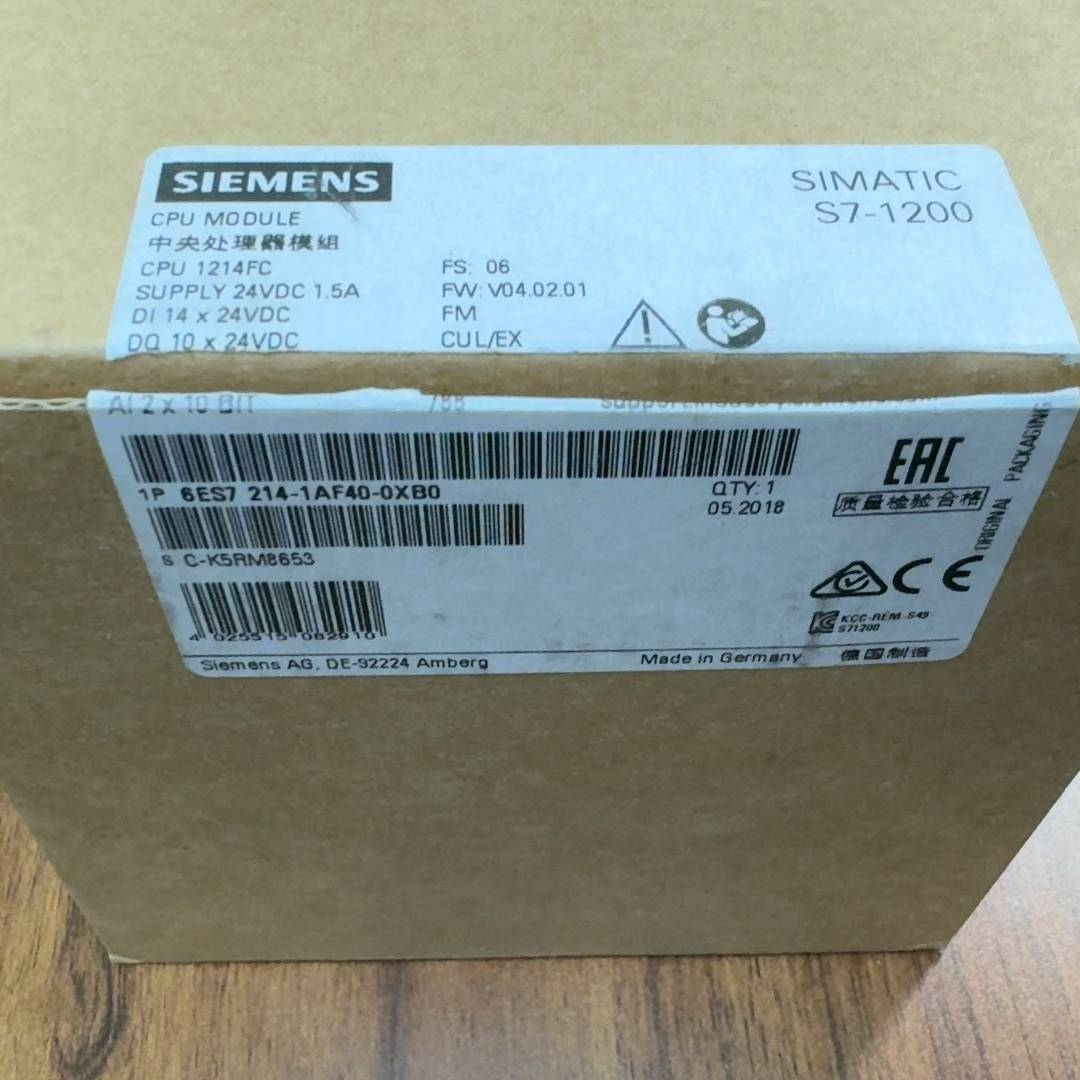 SIEMENS
SIMATIC
S7-1200
CPU MODULE
中央处理器模组
CPU 1214FC
SUPPLY 24VDC 1.5A
DI 14 x 24VDC
DQ 10 x 24VDC
FS: 06
FW: V04.02.01
FM
CUL/EX
AI 2 x 10 BIT
1P 6ES7 214-1AF40-0XB0
QTY: 1
05.2018
S C-K5RM8653
4 025515 082910
EAC
质量检验合格
ORIGINAL PACKAGING
CE
KCC-REM-S49
S71200
Siemens AG, DE-92224 Amberg
Made in Germany
德国制造